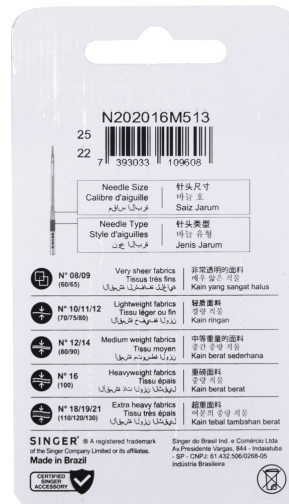 N202016M513
25
22
7 393033 109608
Needle Size
Calibre d'aiguille
针头尺寸
바늘 호
Saiz Jarum
Needle Type
Style d'aiguilles
针头类型
바늘 유형
Jenis Jarum
N° 08/09
(60/65)
Very sheer fabrics
Tissus très fins
非常透明的面料
매우 얇은 직물
Kain yang sangat halus
N° 10/11/12
(70/75/80)
Lightweight fabrics
Tissu léger ou fin
轻质面料
경량 직물
Kain ringan
N° 12/14
(80/90)
Medium weight fabrics
Tissu moyen
中等重量的面料
중간 중량 직물
Kain berat sederhana
N° 16
(100)
Heavyweight fabrics
Tissu épais
重磅面料
중량 직물
Kain berat berat
N° 18/19/21
(110/120/130)
Extra heavy fabrics
Tissu très épais
超重面料
여분의 중량 직물
Kain tebal tambahan berat
SINGER® A registered trademark
of the Singer Company Limited or its affiliates.
Made in Brazil
CERTIFIED
SINGER
ACCESSORY
Singer do Brasil Ind. e Comércio Ltda
Av.Presidente Vargas, 844 - Indaiatuba
- SP - CNPJ: 61.432.506/0268-05
Indústria Brasileira